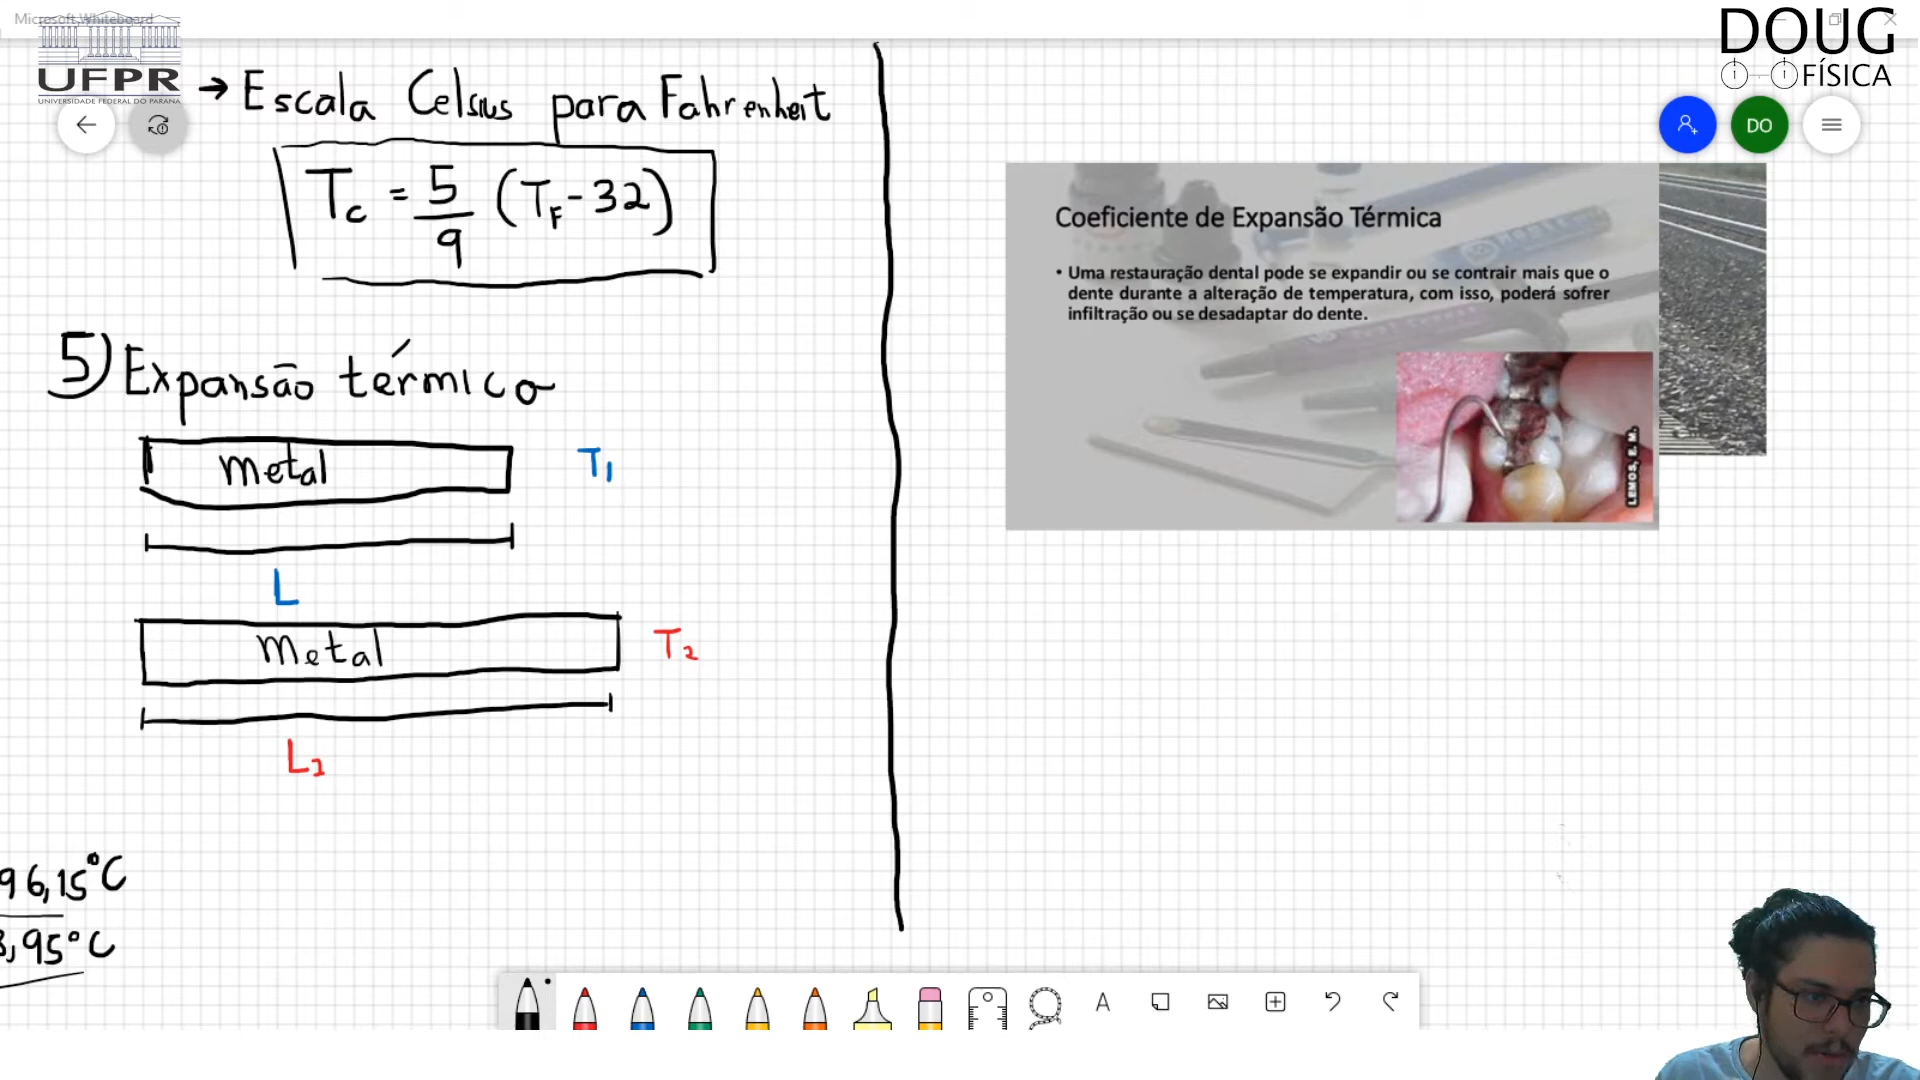 Microsoft Whiteboard
UFPR
UNIVERSIDADE FEDERAL DO PARANÁ
DOUG
FÍSICA
DO
→ Escala Celsius para Fahrenheit
Tc = 5/9 (TF - 32)
5) Expansão térmica
metal
T1
L
metal
T2
L2
96,15°C
,95°C
Coeficiente de Expansão Térmica
• Uma restauração dental pode se expandir ou se contrair mais que o
dente durante a alteração de temperatura, com isso, poderá sofrer
infiltração ou se desadaptar do dente.
LEMOS, E. M.
A